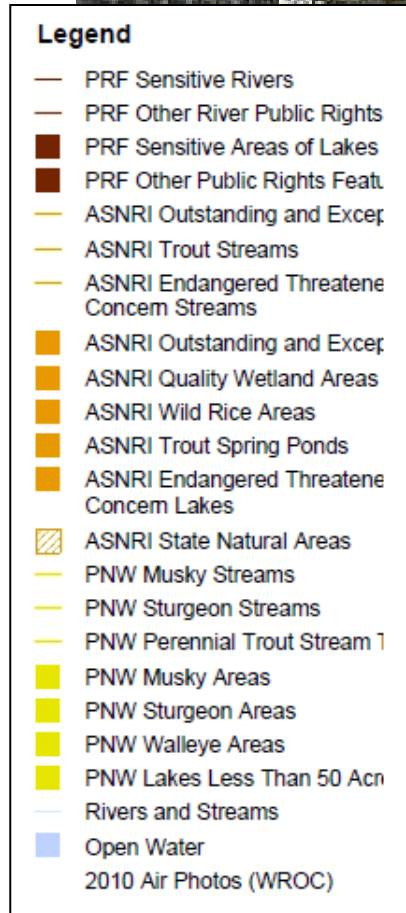 Legend
PRF Sensitive Rivers
PRF Other River Public Rights
PRF Sensitive Areas of Lakes
PRF Other Public Rights Featu
ASNRI Outstanding and Excep
ASNRI Trout Streams
ASNRI Endangered Threatene
Concern Streams
ASNRI Outstanding and Excep
ASNRI Quality Wetland Areas
ASNRI Wild Rice Areas
ASNRI Trout Spring Ponds
ASNRI Endangered Threatene
Concern Lakes
ASNRI State Natural Areas
PNW Musky Streams
PNW Sturgeon Streams
PNW Perennial Trout Stream T
PNW Musky Areas
PNW Sturgeon Areas
PNW Walleye Areas
PNW Lakes Less Than 50 Acre
Rivers and Streams
Open Water
2010 Air Photos (WROC)